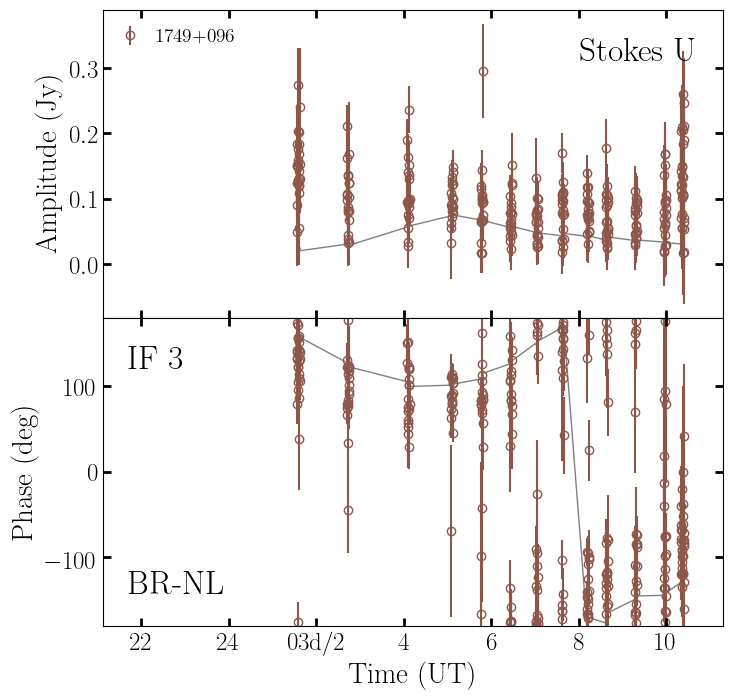 1749+096
Stokes U
Amplitude (Jy)
0.3
0.2
0.1
0.0
IF 3
Phase (deg)
100
0
−100
BR-NL
22 24 03d/2 4 6 8 10
Time (UT)